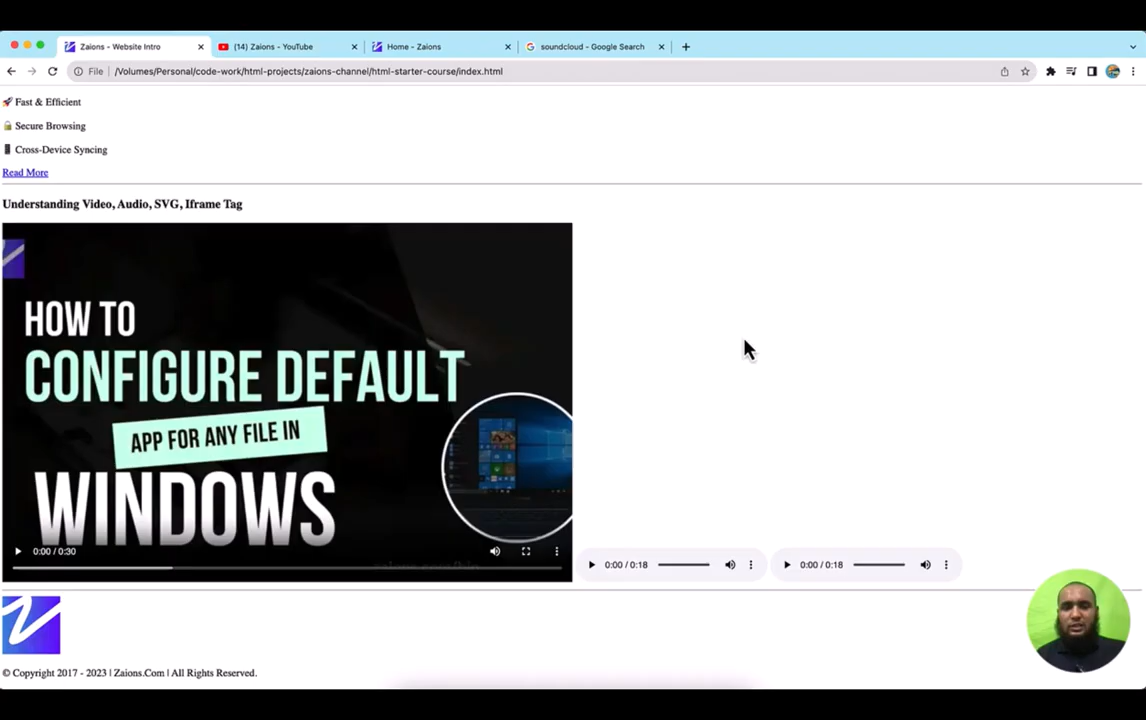 Zaions - Website Intro
(14) Zaions - YouTube
Home - Zaions
soundcloud - Google Search
File
/Volumes/Personal/code-work/html-projects/zaions-channel/html-starter-course/index.html
🚀 Fast & Efficient
🔒 Secure Browsing
📱 Cross-Device Syncing
Read More
Understanding Video, Audio, SVG, Iframe Tag
HOW TO
CONFIGURE DEFAULT
APP FOR ANY FILE IN
WINDOWS
0:00 / 0:30
0:00 / 0:18
0:00 / 0:18
© Copyright 2017 - 2023 | Zaions.Com | All Rights Reserved.